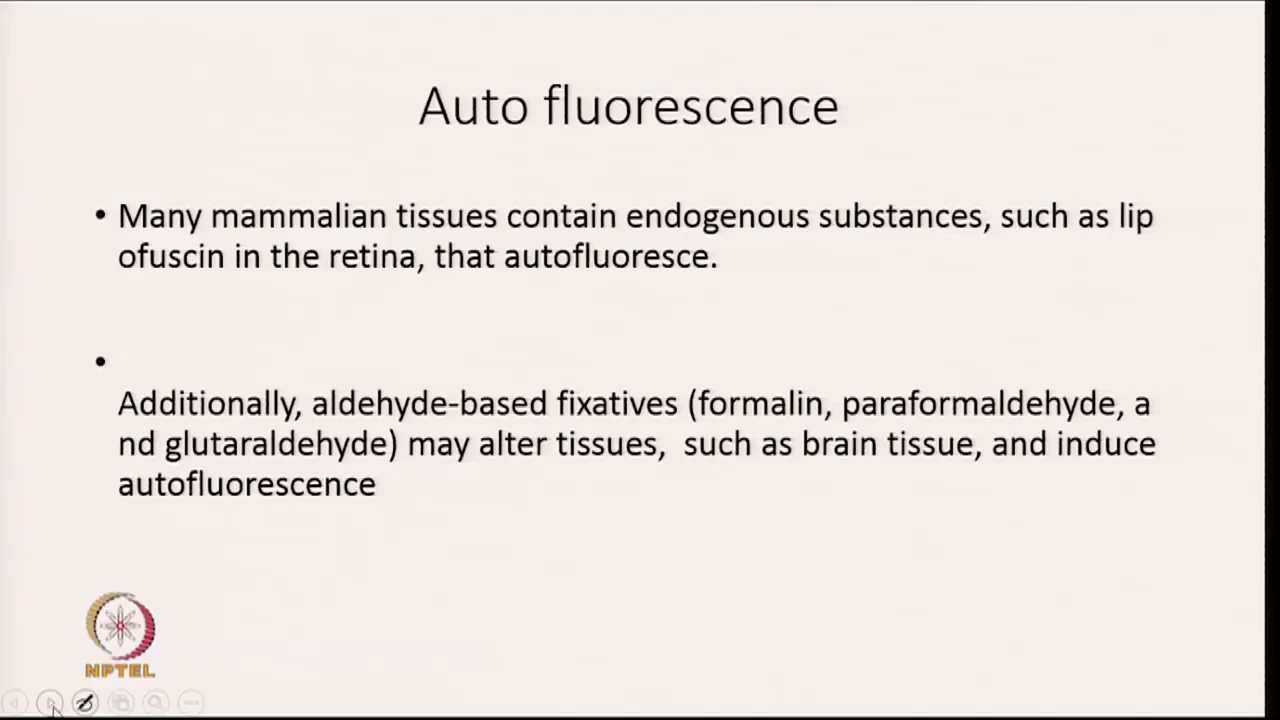 Auto fluorescence
• Many mammalian tissues contain endogenous substances, such as lip
ofuscin in the retina, that autofluoresce.
•
Additionally, aldehyde-based fixatives (formalin, paraformaldehyde, a
nd glutaraldehyde) may alter tissues,  such as brain tissue, and induce
autofluorescence
NPTEL